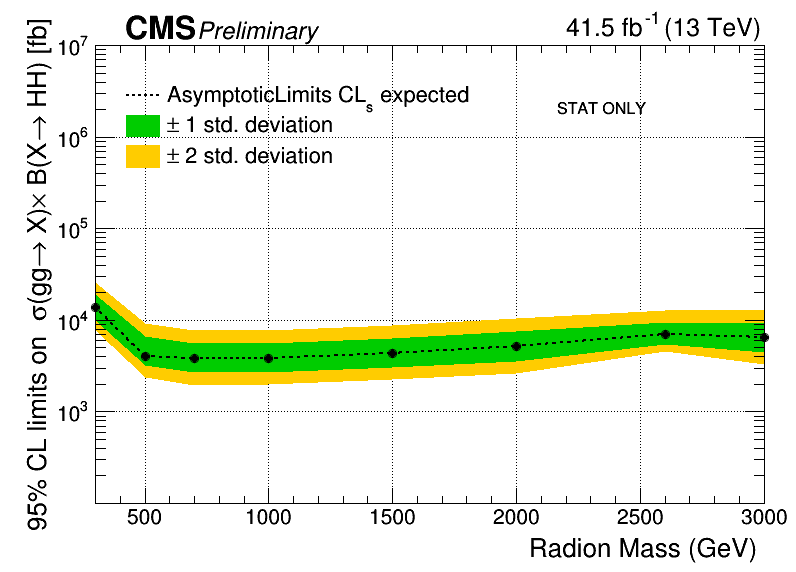 CMS Preliminary
41.5 fb⁻¹ (13 TeV)
95% CL limits on σ(gg→ X)× B(X→ HH) [fb]
10⁷
10⁶
10⁵
10⁴
10³
AsymptoticLimits CLₛ expected
± 1 std. deviation
± 2 std. deviation
STAT ONLY
500 1000 1500 2000 2500 3000
Radion Mass (GeV)